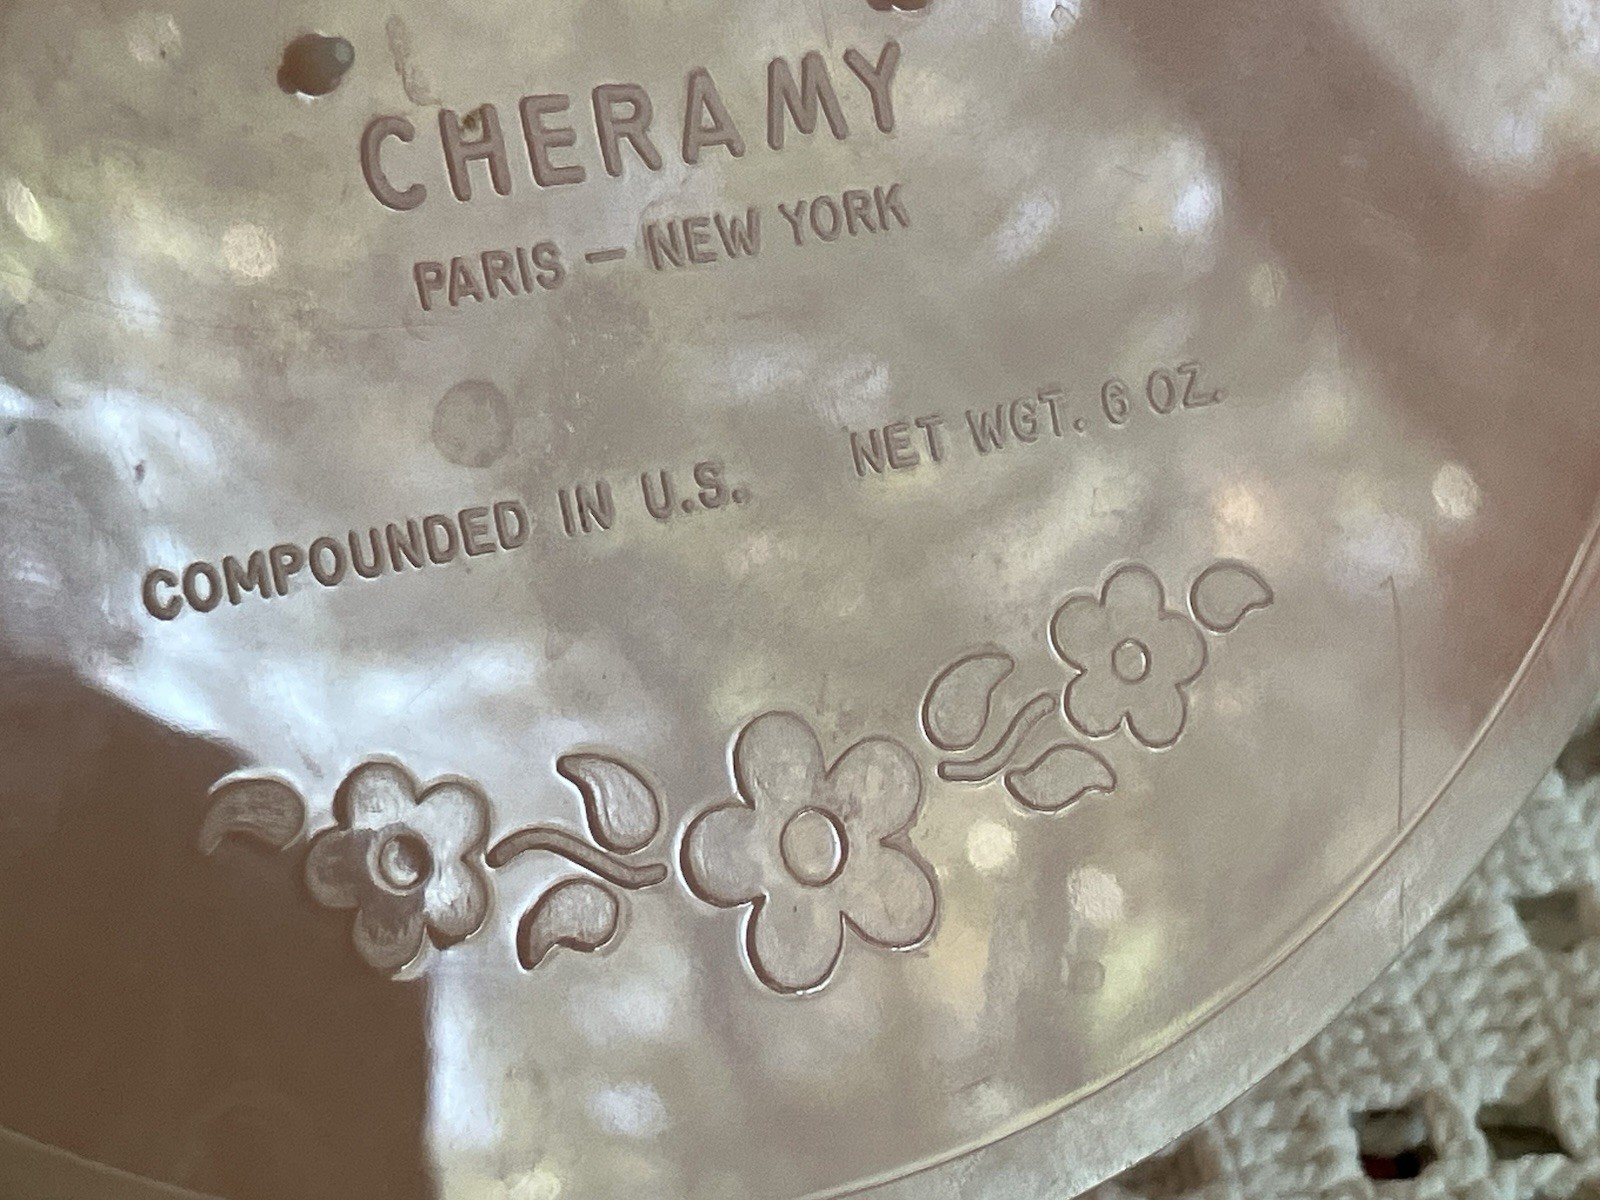 CHERAMY
PARIS – NEW YORK
COMPOUNDED IN U.S. NET WGT. 6 OZ.